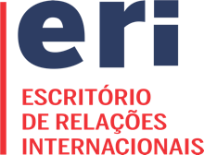 eri
ESCRITÓRIO
DE RELAÇÕES
INTERNACIONAIS